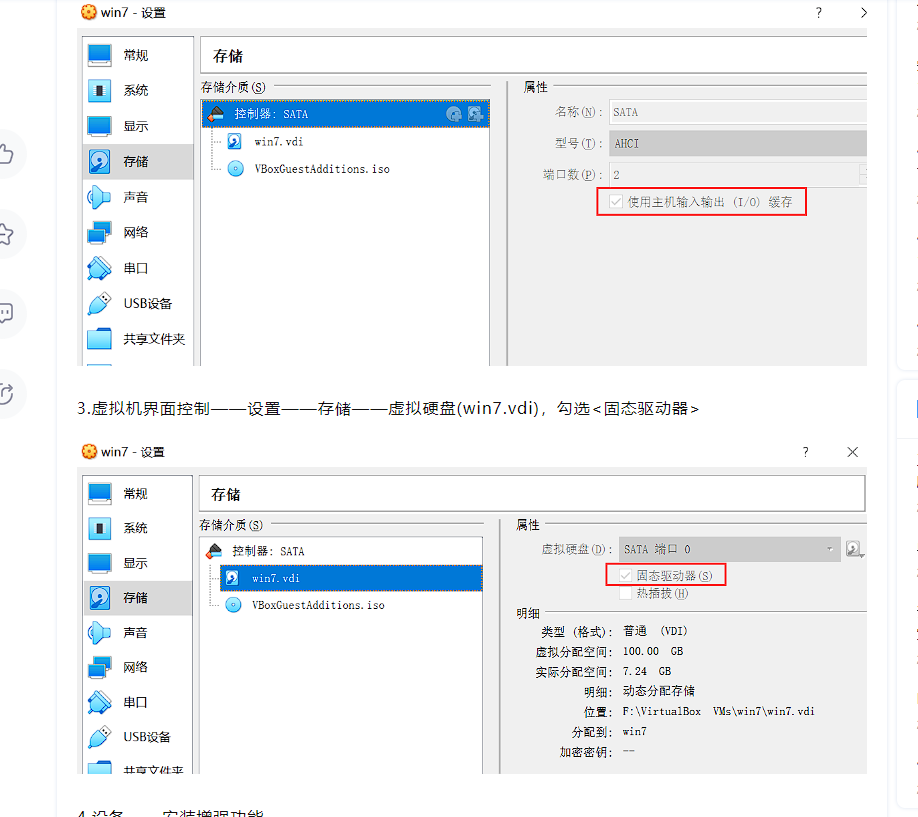 win7 - 设置 ?
常规
存储
系统
存储介质(S)
属性
控制器: SATA
名称(N): SATA
显示
win7.vdi
型号(T): AHCI
存储
VBoxGuestAdditions.iso
端口数(P): 2
声音
使用主机输入输出 (I/O) 缓存
网络
串口
USB设备
共享文件夹
3.虚拟机界面控制——设置——存储——虚拟硬盘(win7.vdi)，勾选<固态驱动器>
win7 - 设置 ?
常规
存储
系统
存储介质(S)
属性
控制器: SATA
虚拟硬盘(D): SATA 端口 0
显示
win7.vdi
固态驱动器(S)
存储
VBoxGuestAdditions.iso
热插拔(H)
明细
声音
类型 (格式): 普通 (VDI)
虚拟分配空间: 100.00 GB
网络
实际分配空间: 7.24 GB
明细: 动态分配存储
串口
位置: F:\VirtualBox VMs\win7\win7.vdi
USB设备
分配到: win7
加密密钥: --
共享文件夹
4.设备——安装增强功能